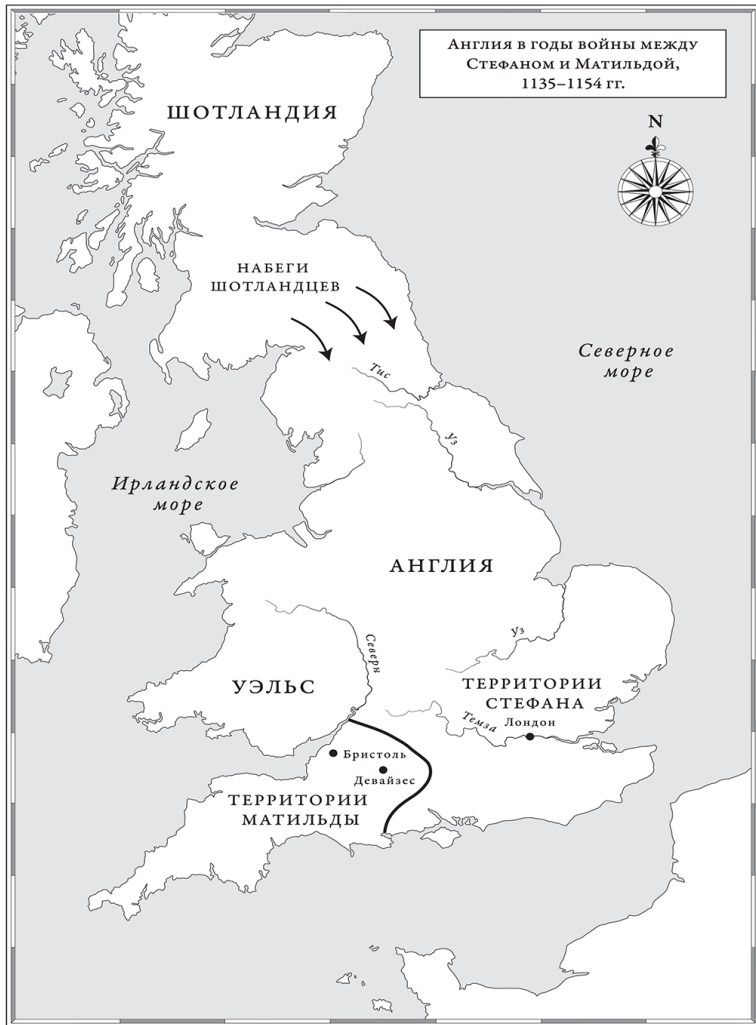 Англия в годы войны между
Стефаном и Матильдой,
1135–1154 гг.
N
ШОТЛАНДИЯ
НАБЕГИ
ШОТЛАНДЦЕВ
Северное
море
Тис
Уз
Ирландское
море
АНГЛИЯ
Уз
Северн
УЭЛЬС
ТЕРРИТОРИИ
СТЕФАНА
Темза
Лондон
Бристоль
Девайзес
ТЕРРИТОРИИ
МАТИЛЬДЫ